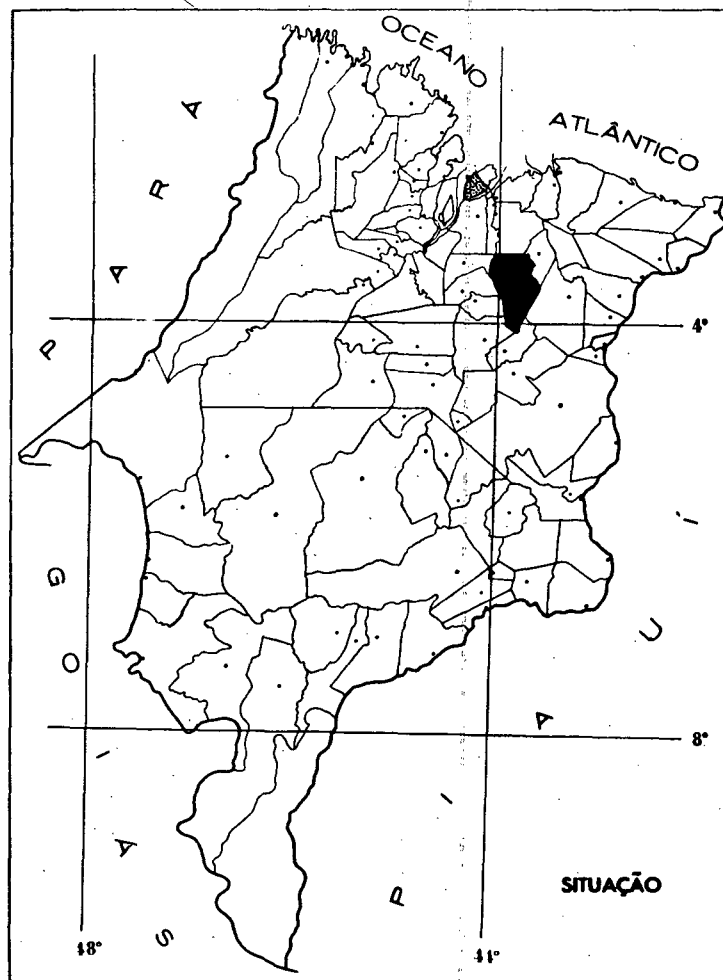 OCEANO
ATLÂNTICO
PARÁ
4°
GOIÁS
PIAUÍ
8°
SITUAÇÃO
48°
44°